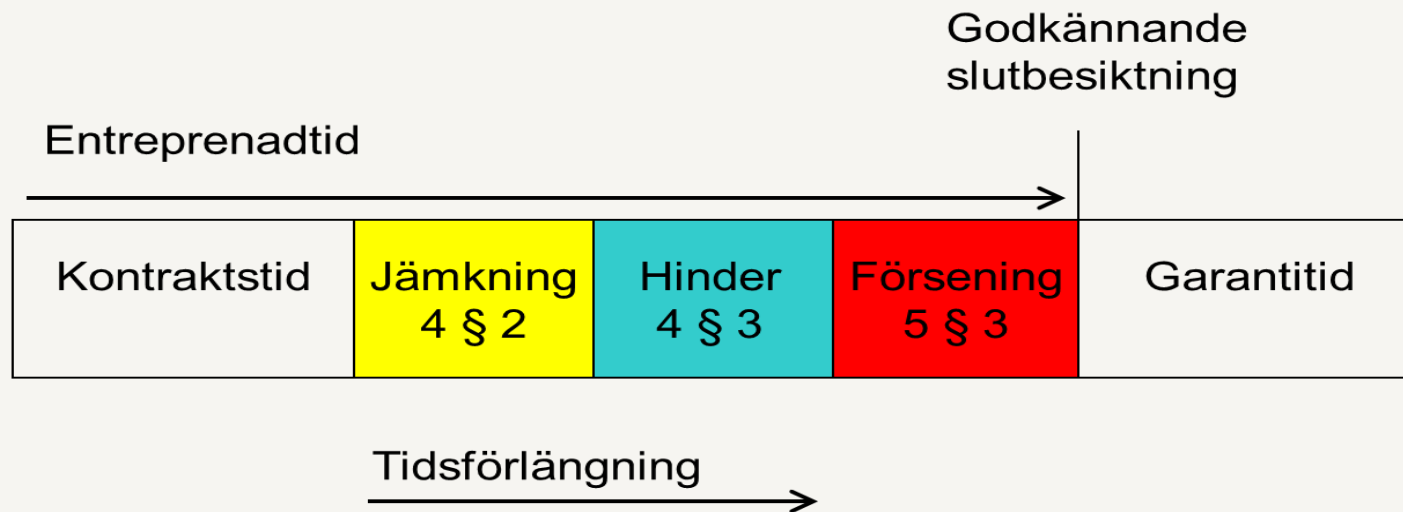 Godkännande
slutbesiktning
Entreprenadtid
Kontraktstid
Jämkning
4 § 2
Hinder
4 § 3
Försening
5 § 3
Garantitid
Tidsförlängning